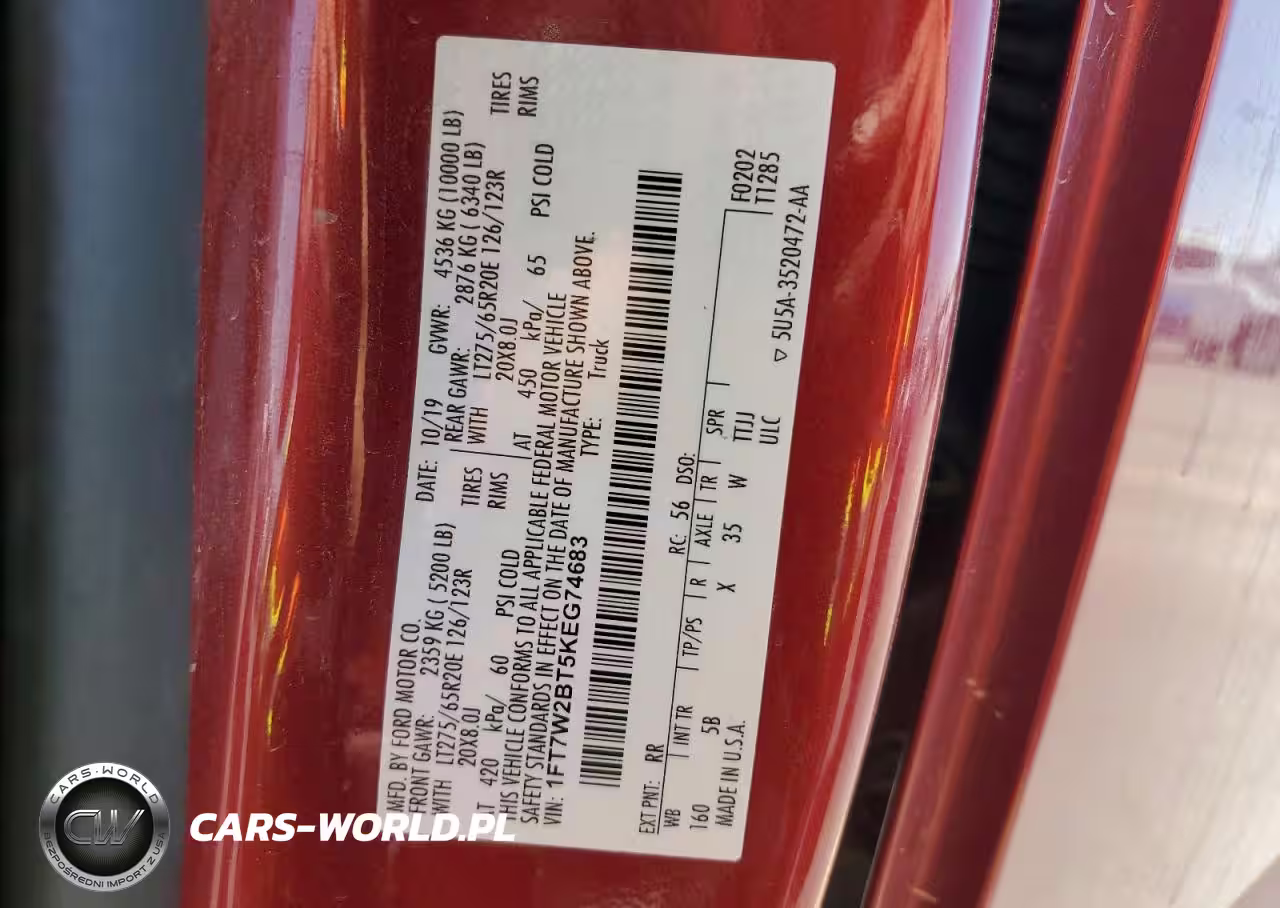 MFD. BY FORD MOTOR CO.
DATE: 10/19 GVWR: 4536 KG (10000 LB)
FRONT GAWR: 2359 KG ( 5200 LB)
REAR GAWR: 2876 KG ( 6340 LB)
WITH LT275/65R20E 126/123R TIRES
WITH LT275/65R20E 126/123R TIRES
20X8.0J RIMS
20X8.0J RIMS
AT 420 kPa/ 60 PSI COLD
AT 450 kPa/ 65 PSI COLD
THIS VEHICLE CONFORMS TO ALL APPLICABLE FEDERAL MOTOR VEHICLE
SAFETY STANDARDS IN EFFECT ON THE DATE OF MANUFACTURE SHOWN ABOVE.
VIN: 1FT7W2BT5KEG74683
TYPE: Truck
EXT PNT: RR RC: 56 DSO:
F0202
WB INT TR TP/PS R AXLE TR SPR
T1285
160 5B X 35 W TTJJ
ULC
MADE IN U.S.A.
▽ 5U5A-3520472-AA
CARS-WORLD
CW
BEZPOŚREDNI IMPORT Z USA
CARS-WORLD.PL